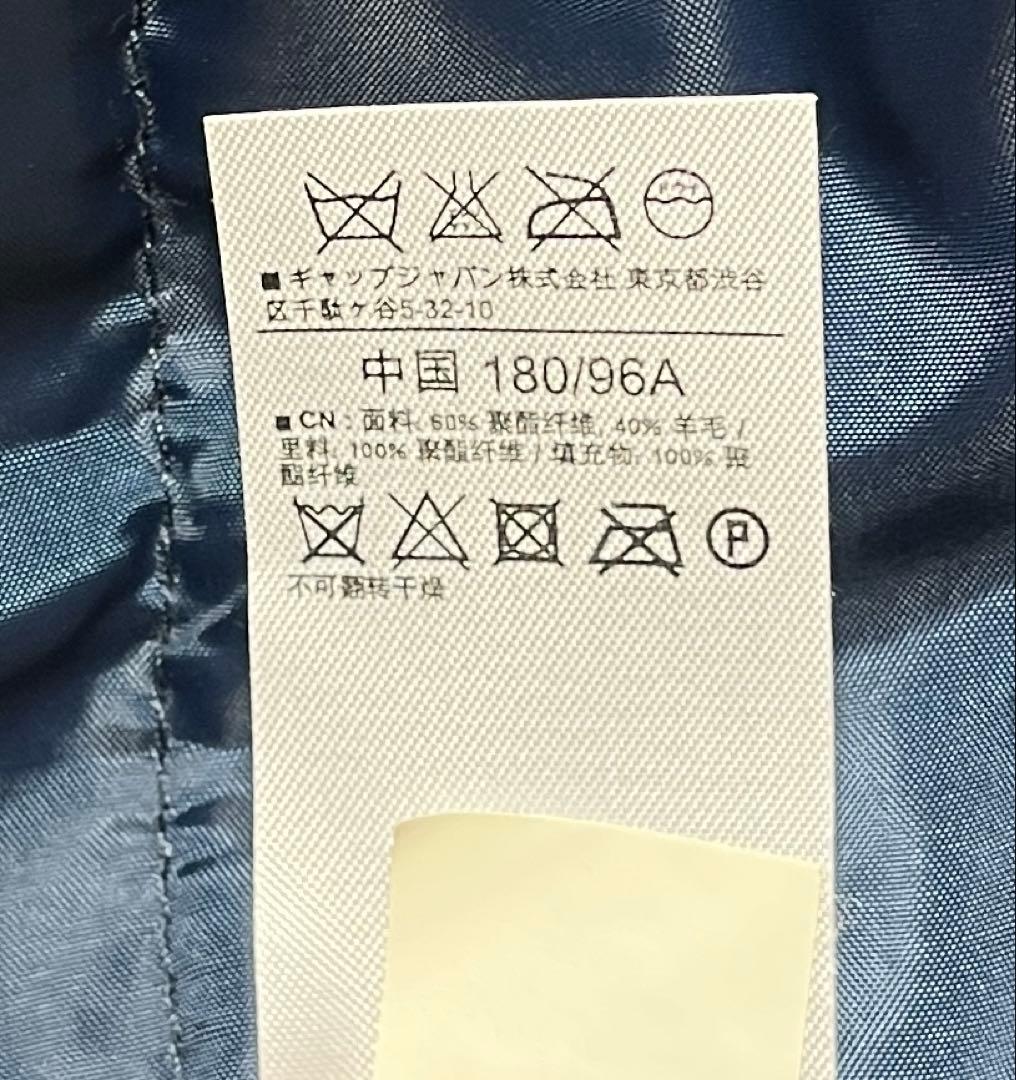 ドライ
■ ギャップジャパン株式会社 東京都渋谷
区千駄ケ谷5-32-10
中国 180/96A
■ CN : 面料: 60% 聚酯纤维, 40% 羊毛 /
里料: 100% 聚酯纤维 / 填充物: 100% 聚
酯纤维
P
不可翻转干燥